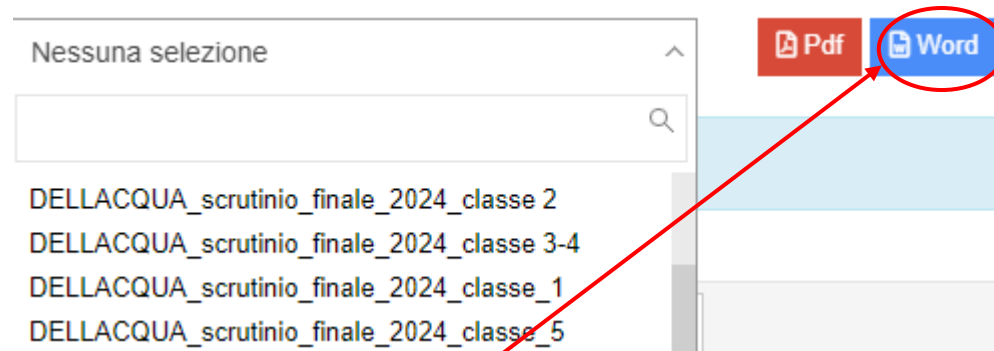 Nessuna selezione
Pdf
Word
DELLACQUA_scrutinio_finale_2024_classe 2
DELLACQUA_scrutinio_finale_2024_classe 3-4
DELLACQUA_scrutinio_finale_2024_classe_1
DELLACQUA_scrutinio_finale_2024_classe_5